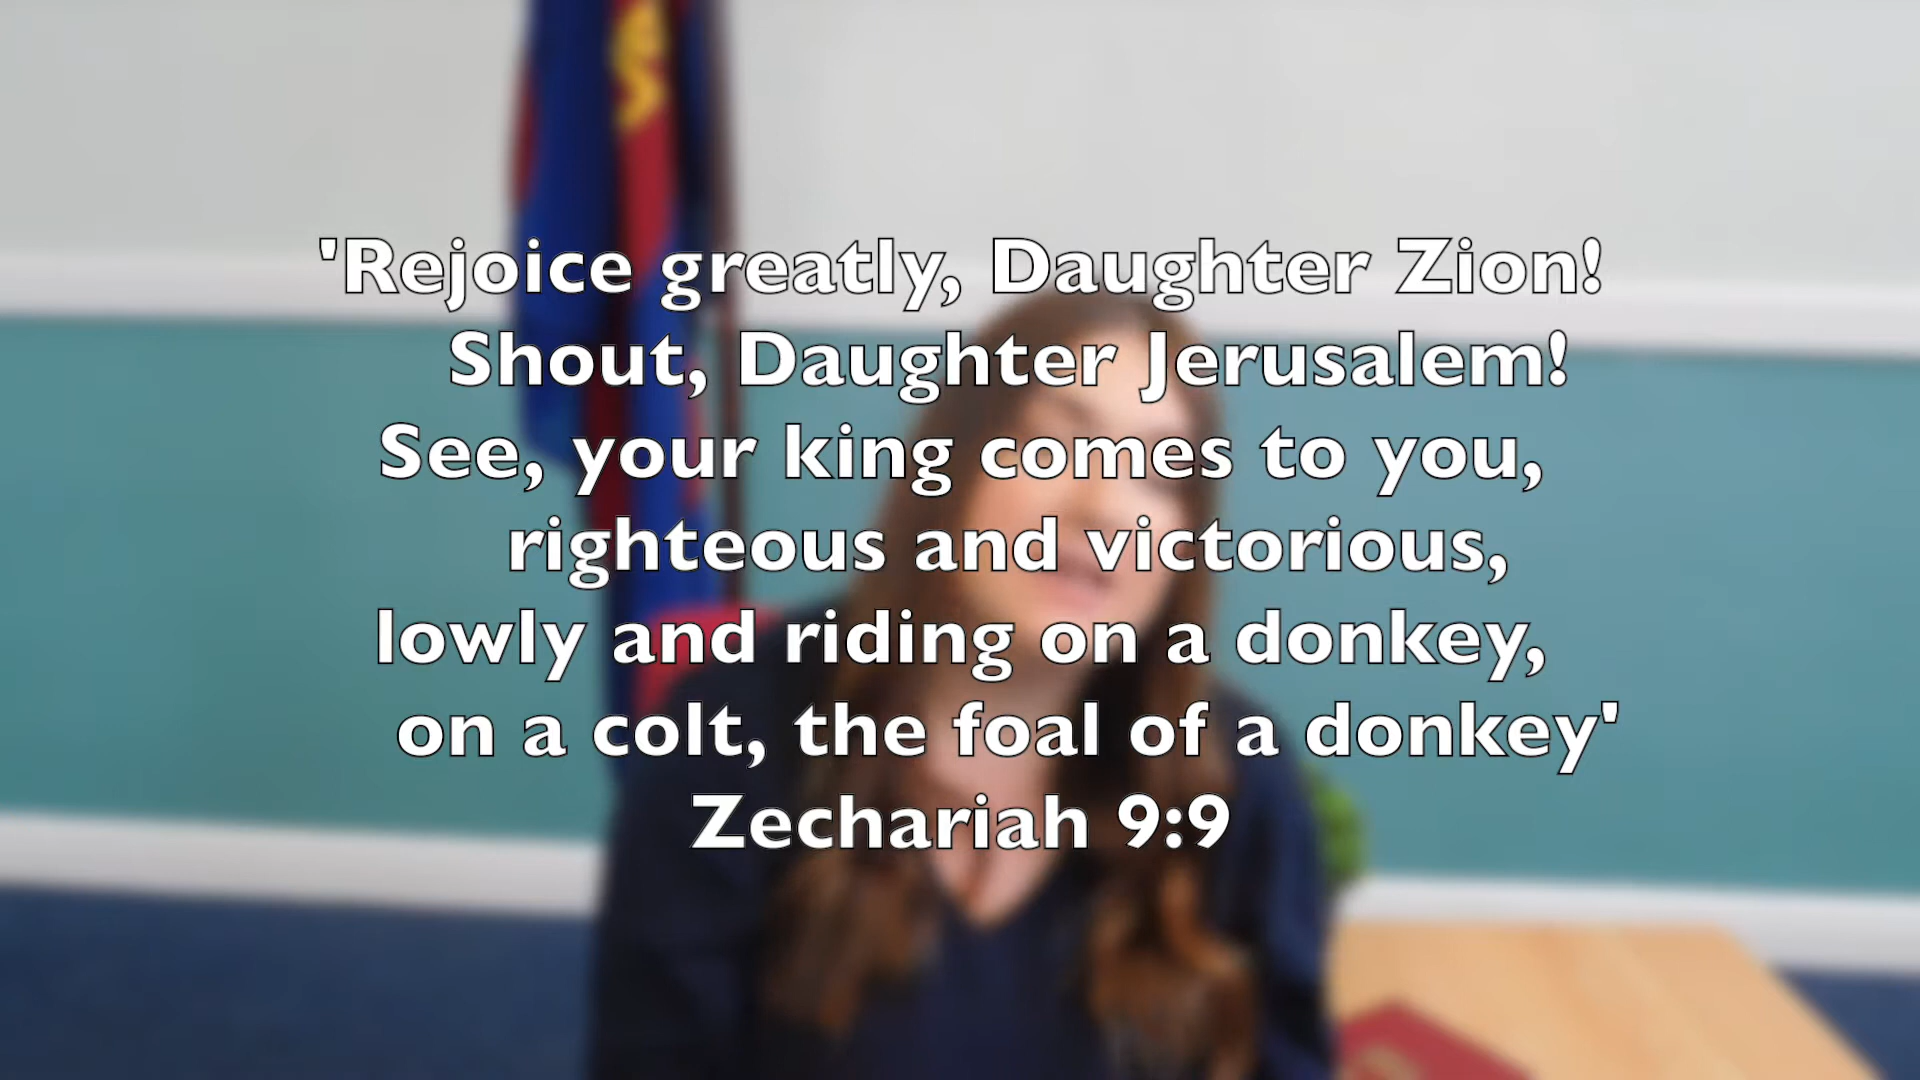 'Rejoice greatly, Daughter Zion!
Shout, Daughter Jerusalem!
See, your king comes to you,
righteous and victorious,
lowly and riding on a donkey,
on a colt, the foal of a donkey'
Zechariah 9:9